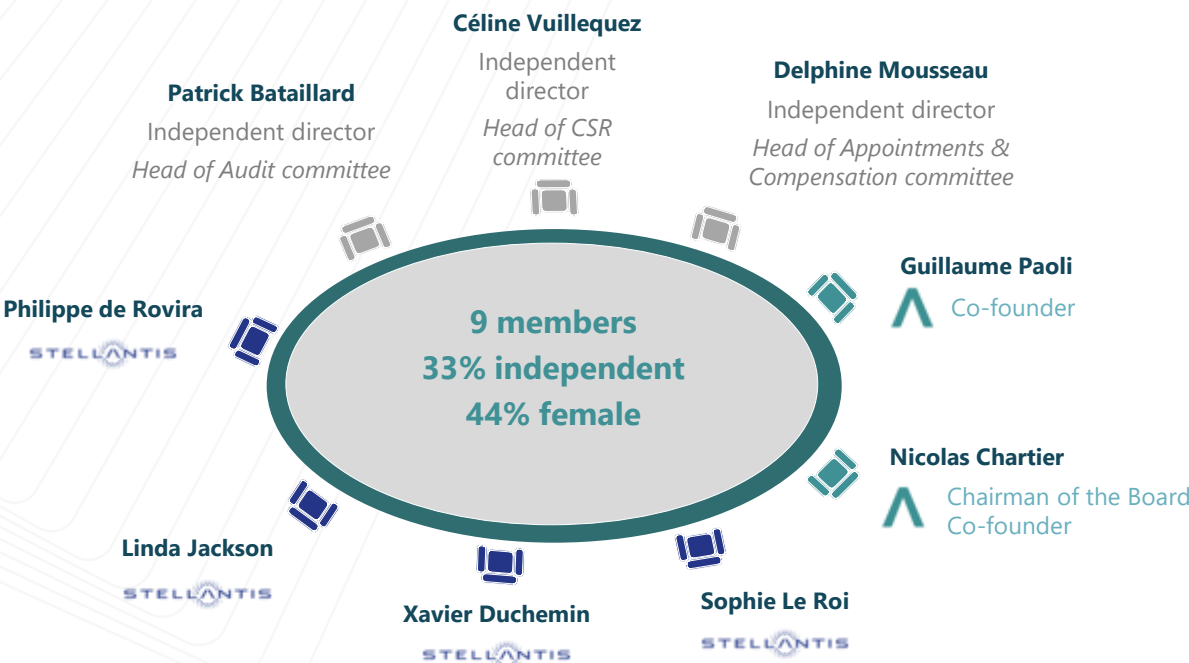 Céline Vuillequez
Independent
director
Head of CSR
committee
Patrick Bataillard
Independent director
Head of Audit committee
Delphine Mousseau
Independent director
Head of Appointments &
Compensation committee
Guillaume Paoli
Co-founder
Philippe de Rovira
STELLANTIS
9 members
33% independent
44% female
Nicolas Chartier
Chairman of the Board
Co-founder
Linda Jackson
STELLANTIS
Xavier Duchemin
STELLANTIS
Sophie Le Roi
STELLANTIS